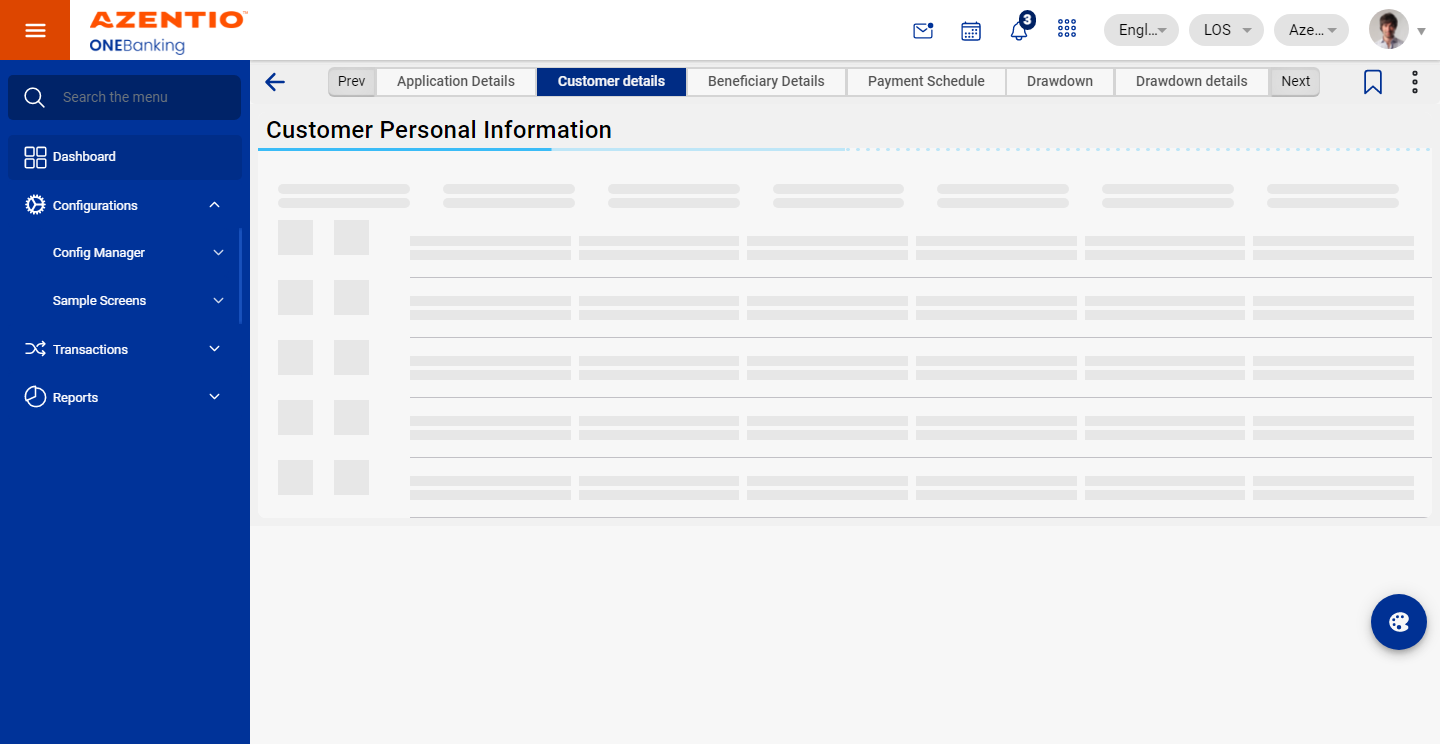 AZENTIO™
ONEBanking
3
Engl...
LOS
Aze...
Search the menu
Dashboard
Configurations
Config Manager
Sample Screens
Transactions
Reports
Prev
Application Details
Customer details
Beneficiary Details
Payment Schedule
Drawdown
Drawdown details
Next
Customer Personal Information